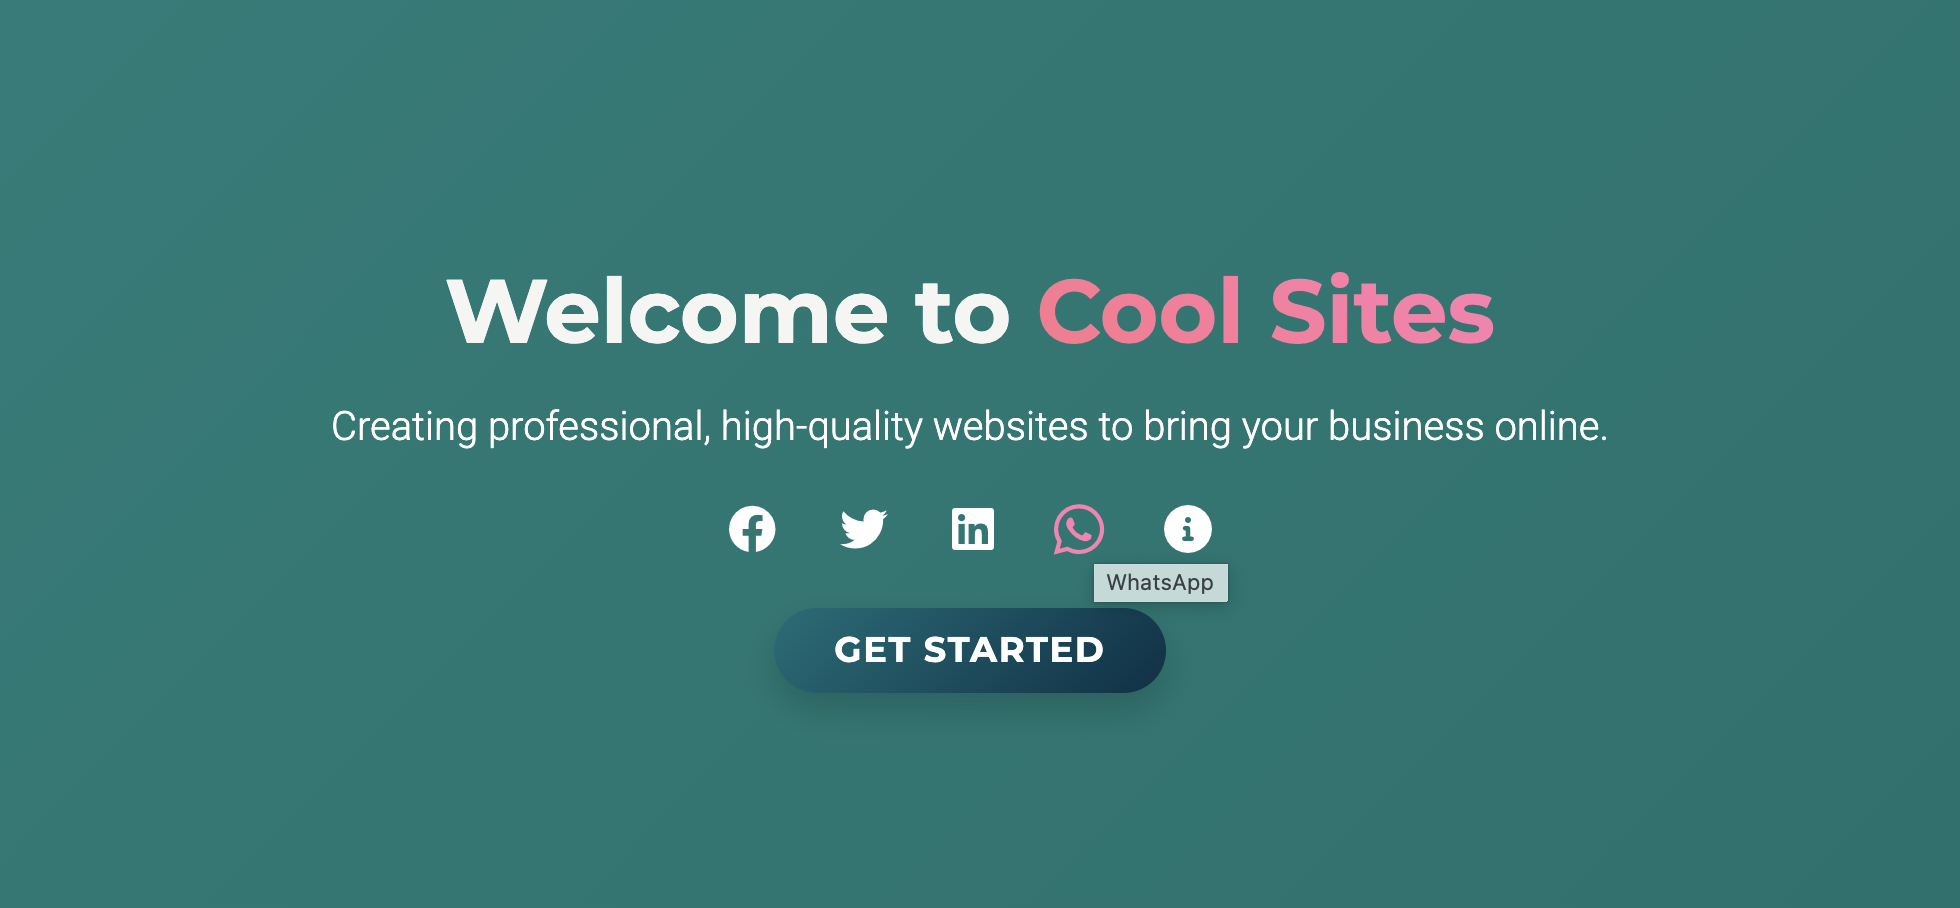 Welcome to Cool Sites
Creating professional, high-quality websites to bring your business online.
WhatsApp
GET STARTED